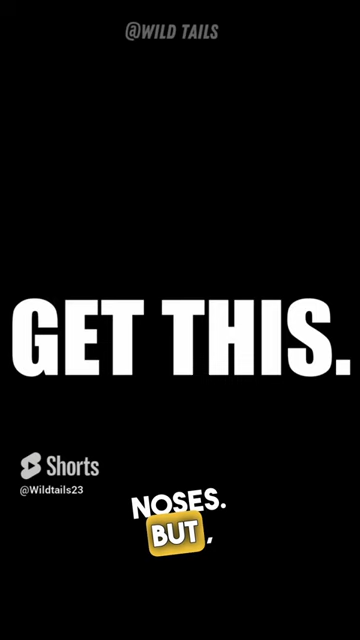 @WILD TAILS
GET THIS.
Shorts
@Wildtails23
NOSES.
BUT,